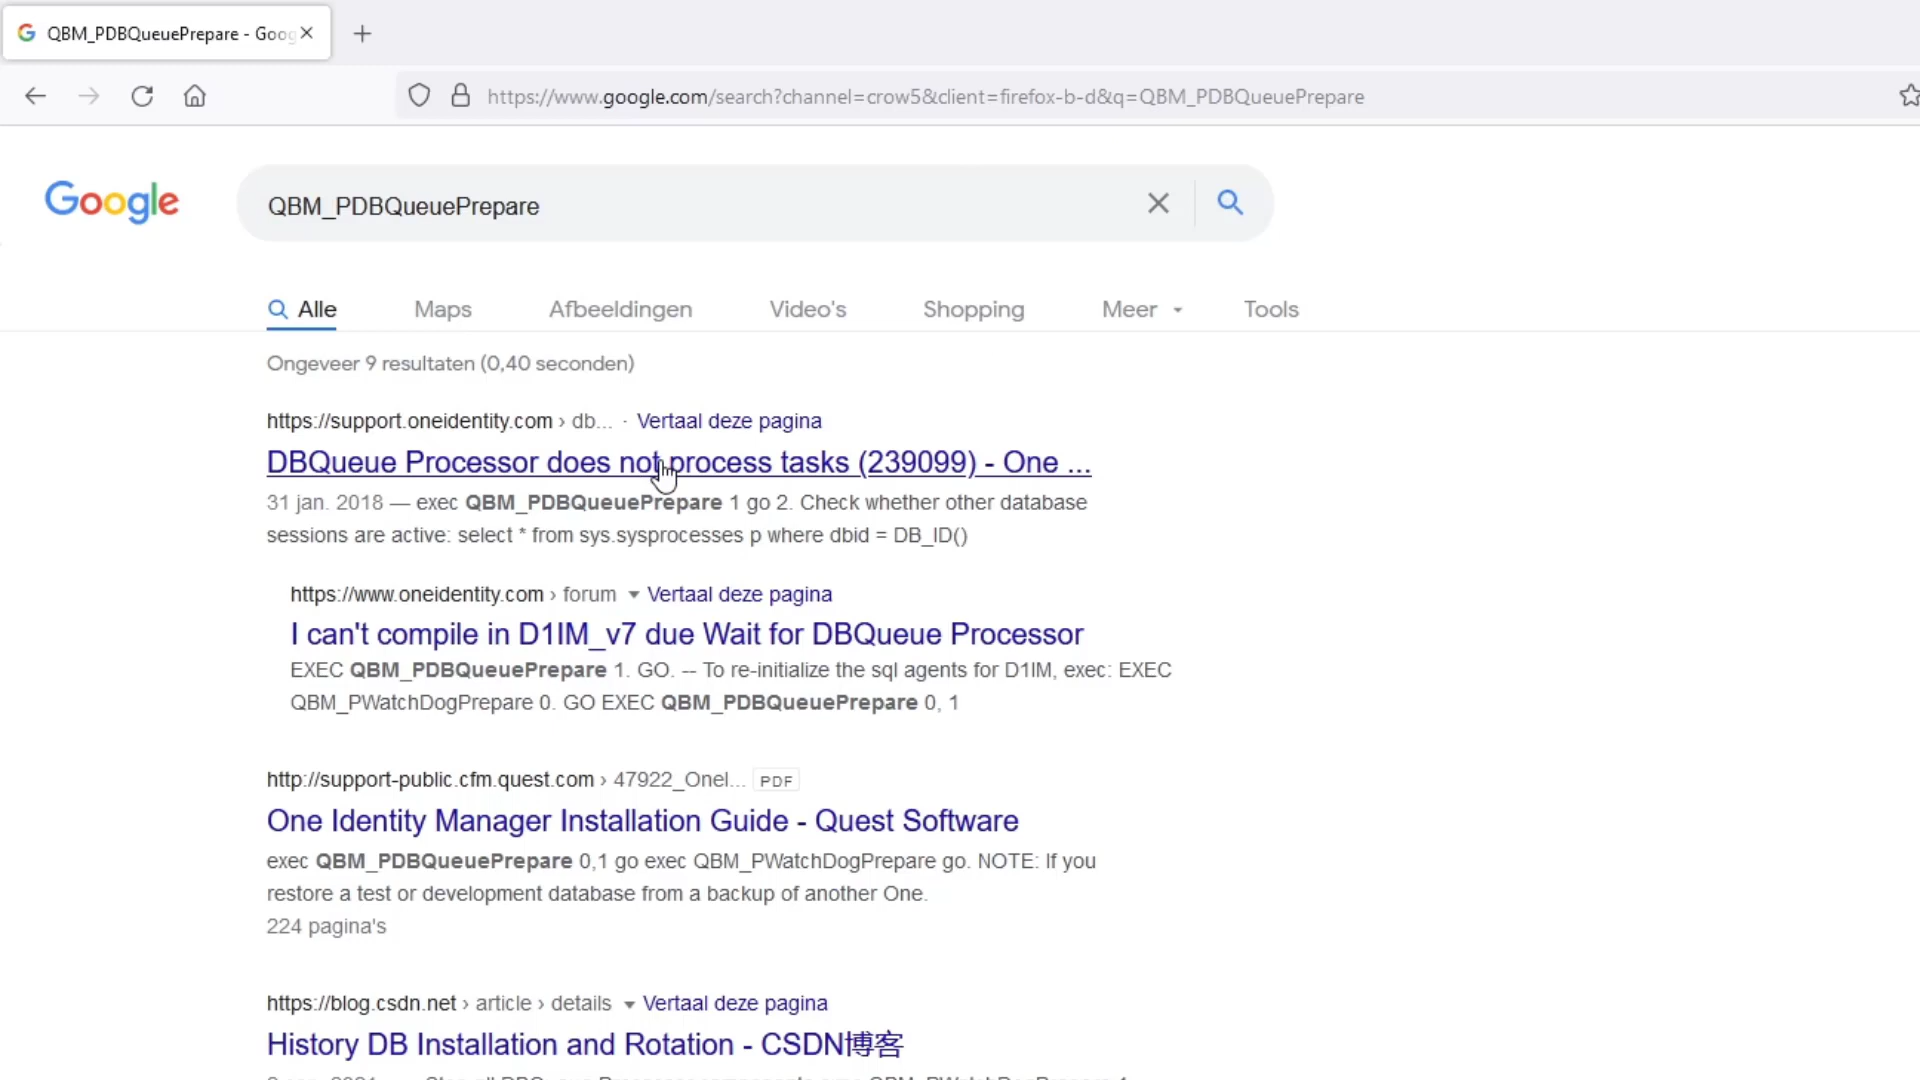 QBM_PDBQueuePrepare - Goog
https://www.google.com/search?channel=crow5&client=firefox-b-d&q=QBM_PDBQueuePrepare
Google
QBM_PDBQueuePrepare
Alle Maps Afbeeldingen Video's Shopping Meer Tools
Ongeveer 9 resultaten (0,40 seconden)
https://support.oneidentity.com › db... · Vertaal deze pagina
DBQueue Processor does not process tasks (239099) - One ...
31 jan. 2018 — exec QBM_PDBQueuePrepare 1 go 2. Check whether other database
sessions are active: select * from sys.sysprocesses p where dbid = DB_ID()
https://www.oneidentity.com › forum Vertaal deze pagina
I can't compile in D1IM_v7 due Wait for DBQueue Processor
EXEC QBM_PDBQueuePrepare 1. GO. -- To re-initialize the sql agents for D1IM, exec: EXEC
QBM_PWatchDogPrepare 0. GO EXEC QBM_PDBQueuePrepare 0, 1
http://support-public.cfm.quest.com › 47922_OneI... PDF
One Identity Manager Installation Guide - Quest Software
exec QBM_PDBQueuePrepare 0,1 go exec QBM_PWatchDogPrepare go. NOTE: If you
restore a test or development database from a backup of another One.
224 pagina's
https://blog.csdn.net › article › details Vertaal deze pagina
History DB Installation and Rotation - CSDN博客